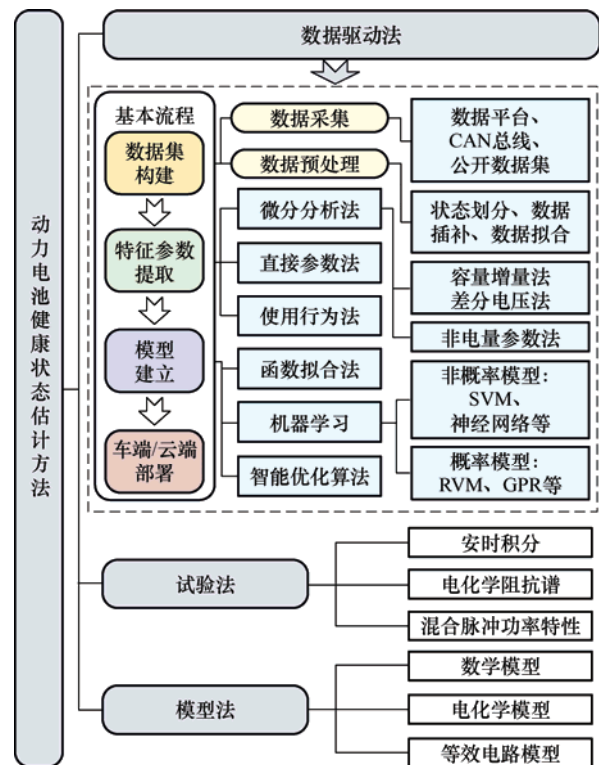 动力电池健康状态估计方法
数据驱动法
基本流程
数据集
构建
特征参数
提取
模型
建立
车端/云端
部署
数据采集
数据预处理
微分分析法
直接参数法
使用行为法
函数拟合法
机器学习
智能优化算法
数据平台、
CAN总线、
公开数据集
状态划分、数据
插补、数据拟合
容量增量法
差分电压法
非电量参数法
非概率模型：
SVM、
神经网络等
概率模型：
RVM、GPR等
试验法
安时积分
电化学阻抗谱
混合脉冲功率特性
模型法
数学模型
电化学模型
等效电路模型